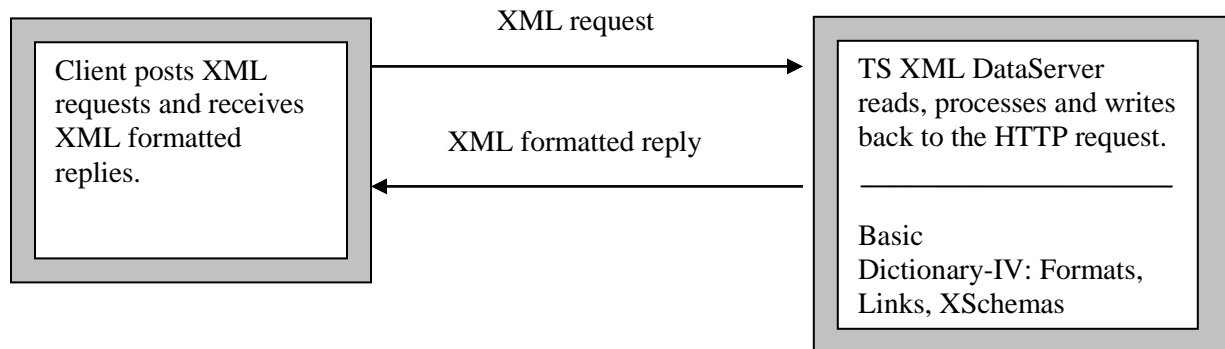 XML request
Client posts XML
requests and receives
XML formatted
replies.
XML formatted reply
TS XML DataServer
reads, processes and writes
back to the HTTP request.
Basic
Dictionary-IV: Formats,
Links, XSchemas